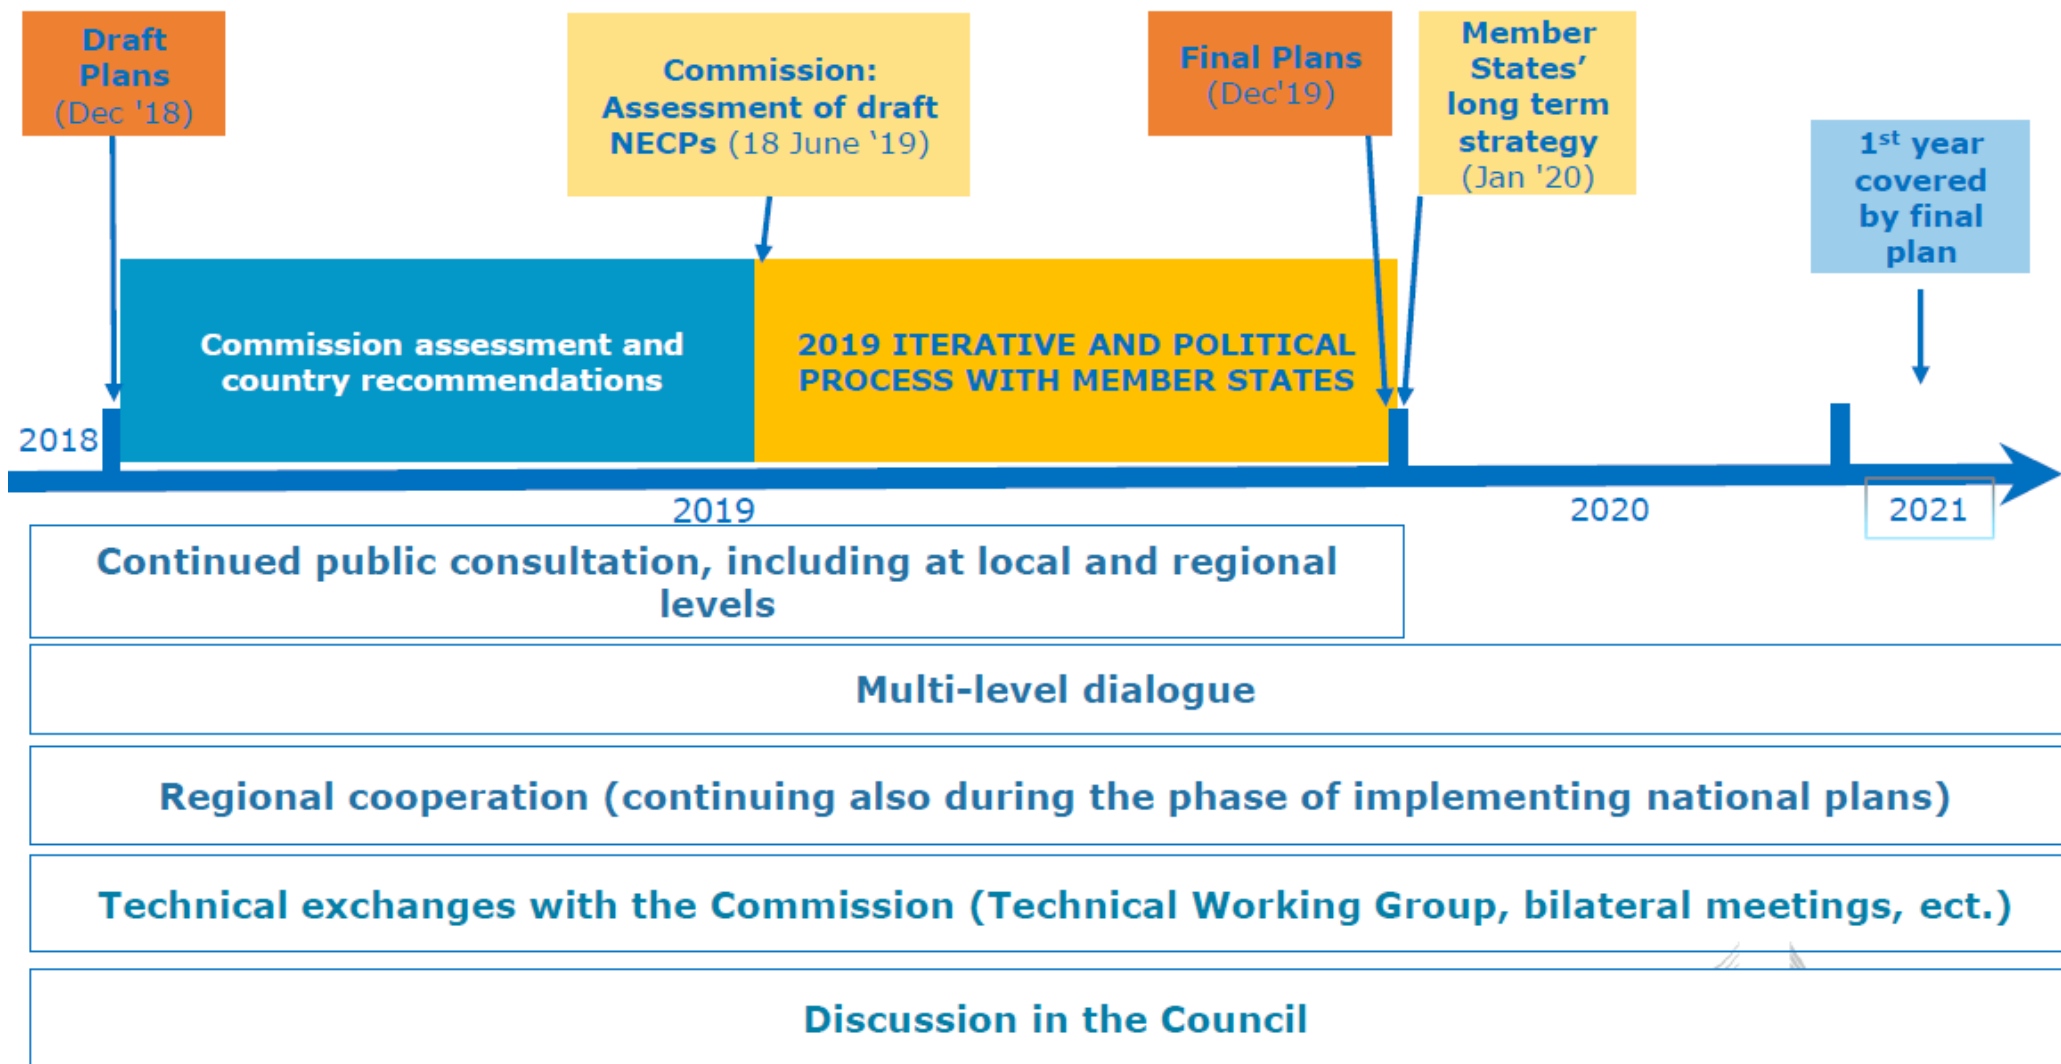 Draft
Plans
(Dec '18)
Commission:
Assessment of draft
NECPs (18 June ‘19)
Final Plans
(Dec'19)
Member
States’
long term
strategy
(Jan '20)
1st year
covered
by final
plan
Commission assessment and
country recommendations
2019 ITERATIVE AND POLITICAL
PROCESS WITH MEMBER STATES
2018
2019
2020
2021
Continued public consultation, including at local and regional
levels
Multi-level dialogue
Regional cooperation (continuing also during the phase of implementing national plans)
Technical exchanges with the Commission (Technical Working Group, bilateral meetings, ect.)
Discussion in the Council